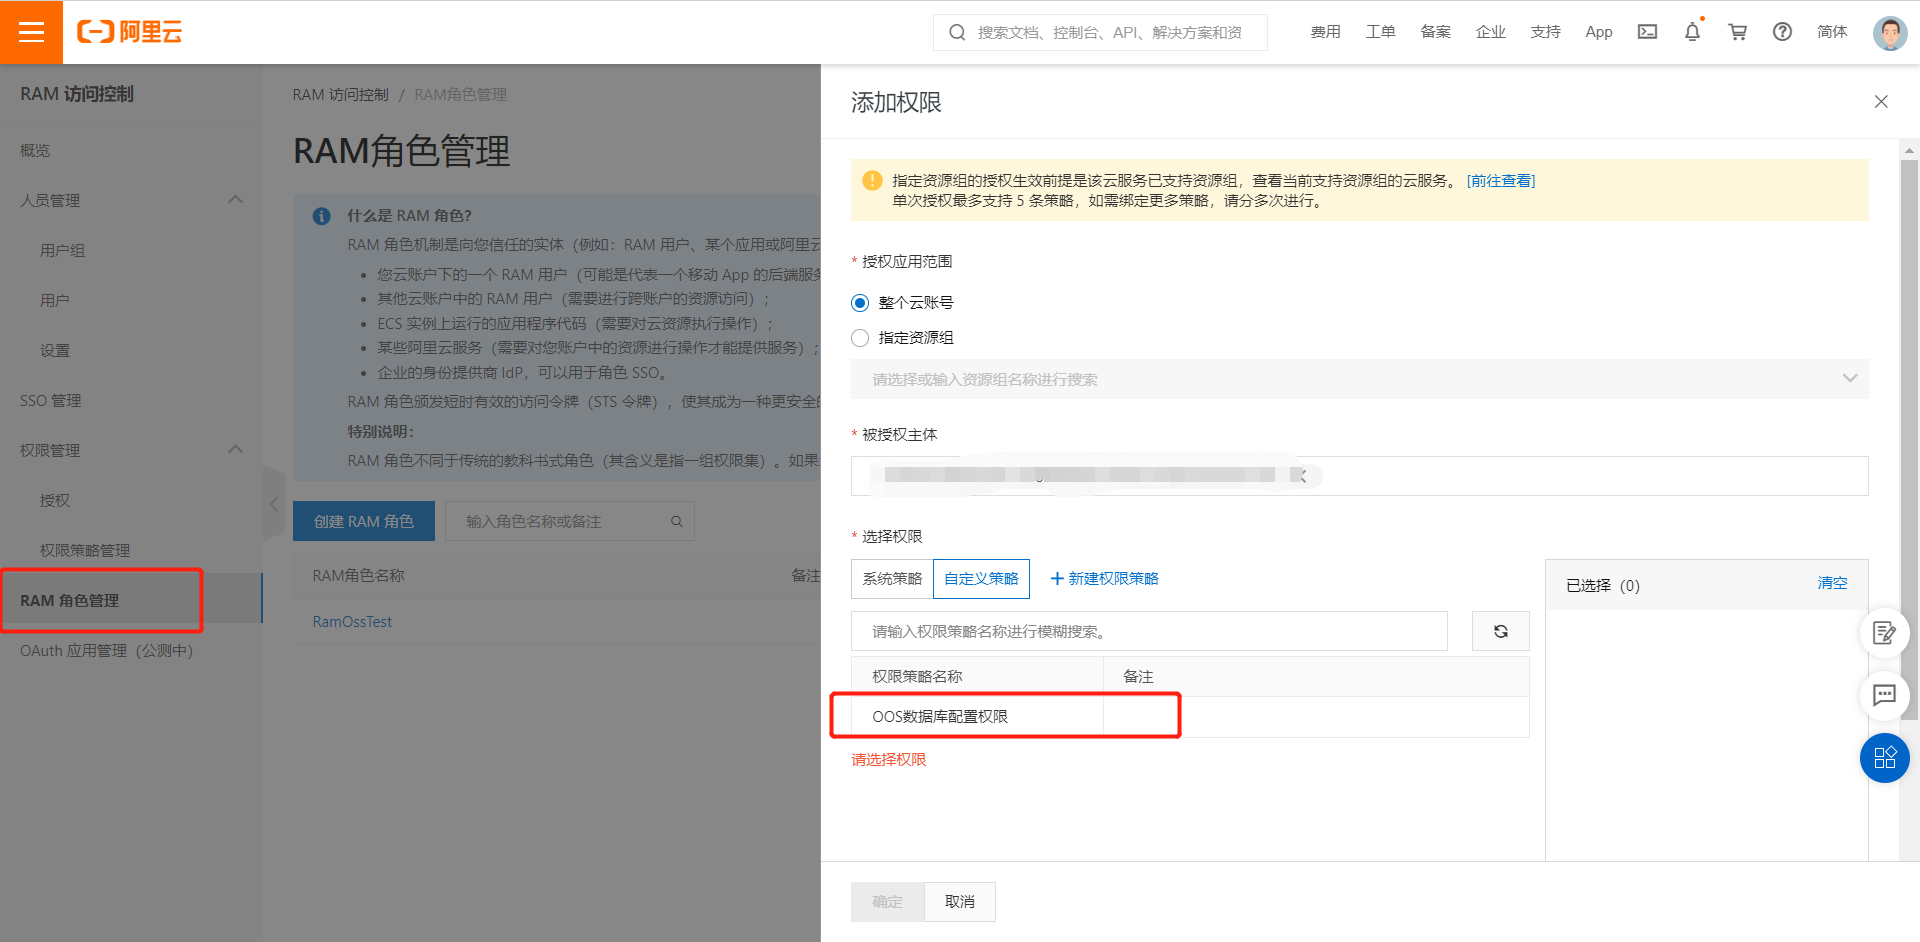 阿里云
搜索文档、控制台、API、解决方案和资
费用
工单
备案
企业
支持
App
简体
RAM 访问控制
概览
人员管理
用户组
用户
设置
SSO 管理
权限管理
授权
权限策略管理
RAM 角色管理
OAuth 应用管理（公测中）
RAM 访问控制 / RAM角色管理
RAM角色管理
什么是 RAM 角色?
RAM 角色机制是向您信任的实体（例如：RAM 用户、某个应用或阿里云
• 您云账户下的一个 RAM 用户（可能是代表一个移动 App 的后端服务
• 其他云账户中的 RAM 用户（需要进行跨账户的资源访问）；
• ECS 实例上运行的应用程序代码（需要对云资源执行操作）；
• 某些阿里云服务（需要对您账户中的资源进行操作才能提供服务）；
• 企业的身份提供商 IdP，可以用于角色 SSO。
RAM 角色颁发短时有效的访问令牌（STS 令牌），使其成为一种更安全的
特别说明：
RAM 角色不同于传统的教科书式角色（其含义是指一组权限集）。如果
创建 RAM 角色
输入角色名称或备注
RAM角色名称 备注
RamOssTest
添加权限
指定资源组的授权生效前提是该云服务已支持资源组，查看当前支持资源组的云服务。 [前往查看]
单次授权最多支持 5 条策略，如需绑定更多策略，请分多次进行。
* 授权应用范围
整个云账号
指定资源组
请选择或输入资源组名称进行搜索
* 被授权主体
* 选择权限
系统策略
自定义策略
+ 新建权限策略
请输入权限策略名称进行模糊搜索。
权限策略名称 备注
OOS数据库配置权限
请选择权限
已选择（0）
清空
确定
取消